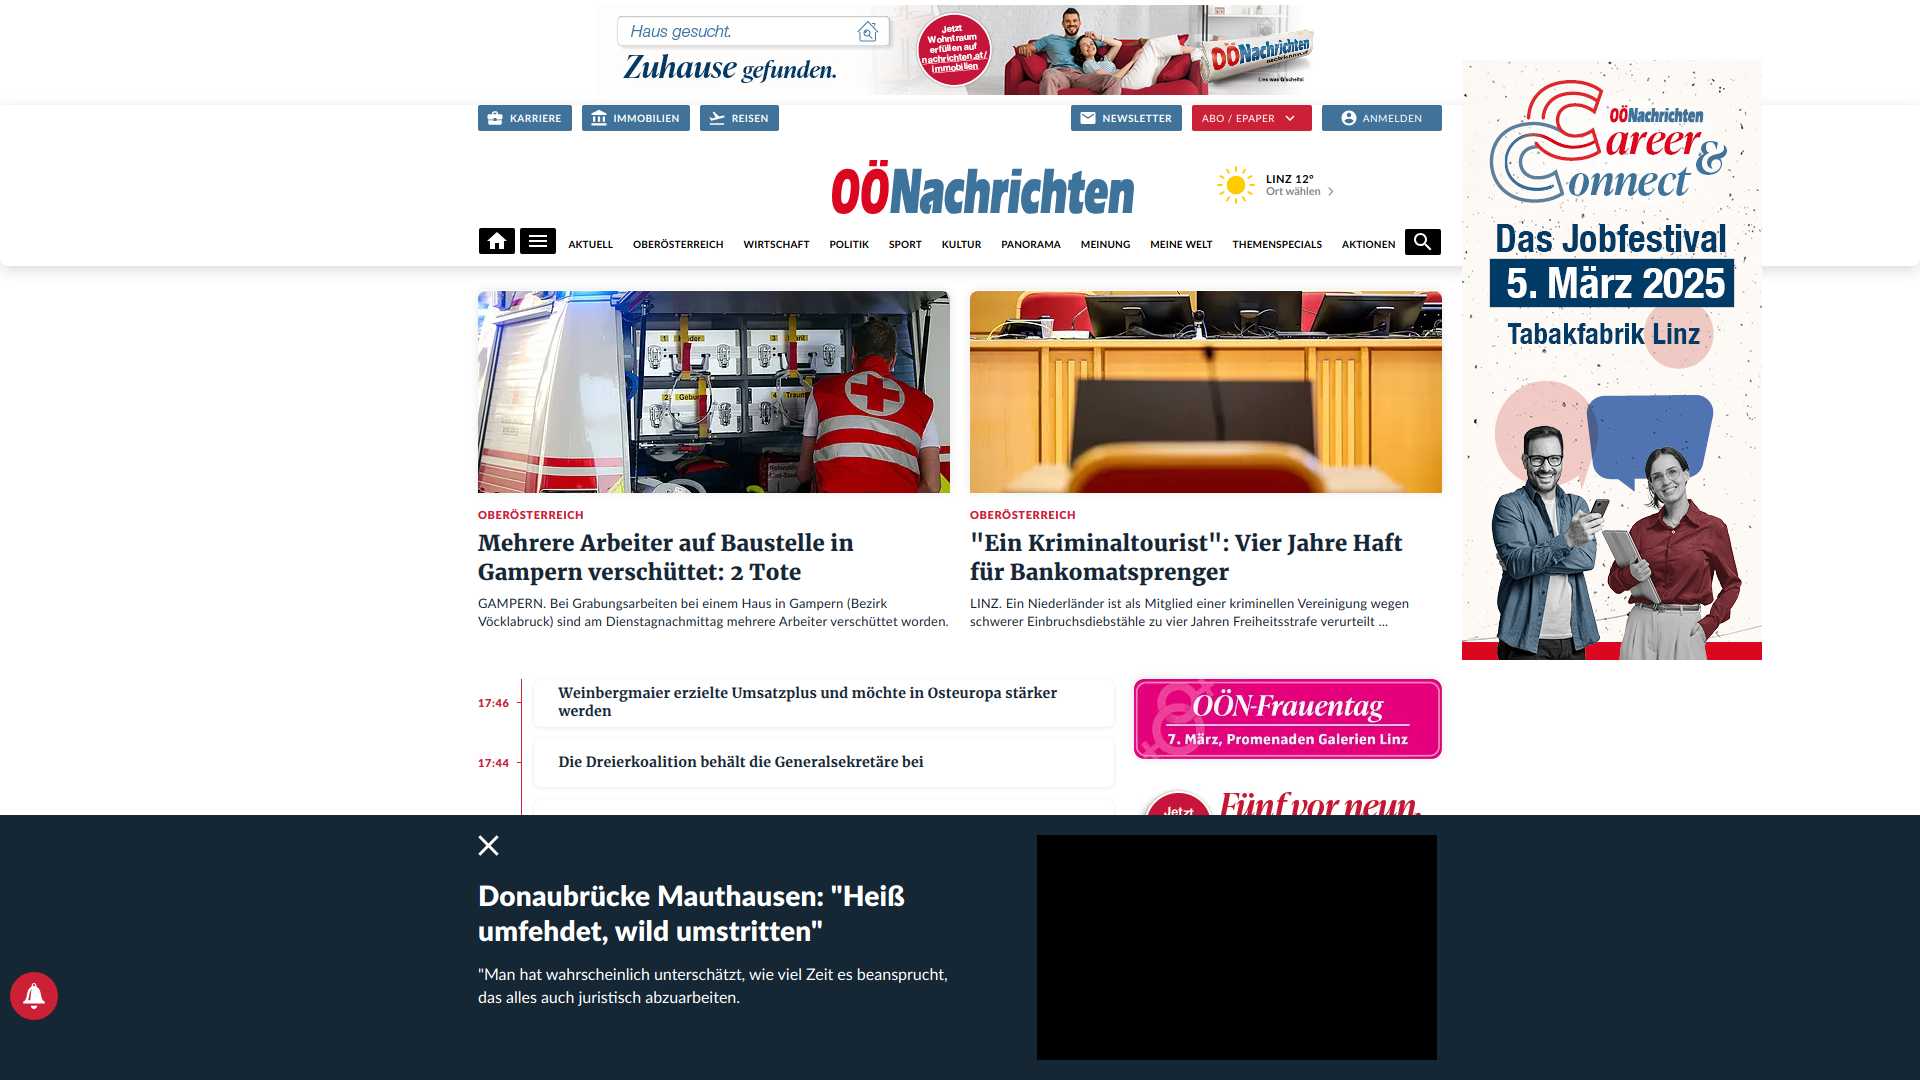 Haus gesucht.
Zuhause gefunden.
Jetzt
Wohntraum
erfüllen auf
nachrichten.at/
immobilien
OÖNachrichten
Lies was G'scheits!
KARRIERE
IMMOBILIEN
REISEN
NEWSLETTER
ABO / EPAPER
ANMELDEN
OÖNachrichten
LINZ 12°
Ort wählen
AKTUELL
OBERÖSTERREICH
WIRTSCHAFT
POLITIK
SPORT
KULTUR
PANORAMA
MEINUNG
MEINE WELT
THEMENSPECIALS
AKTIONEN
OÖNachrichten
Career &
Connect
Das Jobfestival
5. März 2025
Tabakfabrik Linz
OBERÖSTERREICH
Mehrere Arbeiter auf Baustelle in
Gampern verschüttet: 2 Tote
GAMPERN. Bei Grabungsarbeiten bei einem Haus in Gampern (Bezirk
Vöcklabruck) sind am Dienstagnachmittag mehrere Arbeiter verschüttet worden.
OBERÖSTERREICH
"Ein Kriminaltourist": Vier Jahre Haft
für Bankomatsprenger
LINZ. Ein Niederländer ist als Mitglied einer kriminellen Vereinigung wegen
schwerer Einbruchsdiebstähle zu vier Jahren Freiheitsstrafe verurteilt ...
17:46
Weinbergmaier erzielte Umsatzplus und möchte in Osteuropa stärker
werden
17:44
Die Dreierkoalition behält die Generalsekretäre bei
OÖN-Frauentag
7. März, Promenaden Galerien Linz
Jetzt
Fünf vor neun.
Donaubrücke Mauthausen: "Heiß
umfehdet, wild umstritten"
"Man hat wahrscheinlich unterschätzt, wie viel Zeit es beansprucht,
das alles auch juristisch abzuarbeiten.